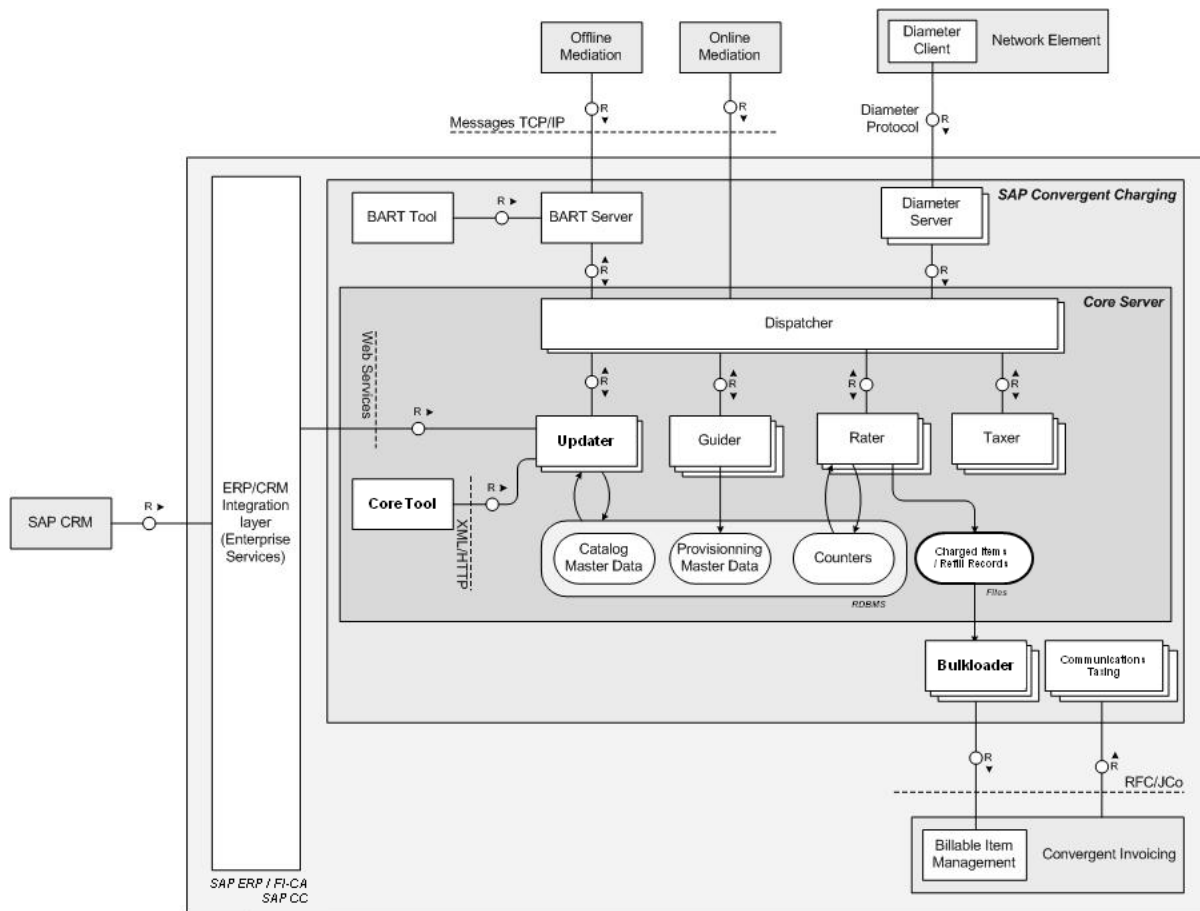 Offline
Mediation
Online
Mediation
Diameter
Client
Network Element
R
R
Messages TCP/IP
Diameter
Protocol
R
SAP Convergent Charging
BART Tool
R
BART Server
Diameter
Server
R
R
Core Server
Dispatcher
Web Services
R
R
R
R
R
Updater
Guider
Rater
Taxer
ERP/CRM
Integration
layer
(Enterprise
Services)
Core Tool
R
XML/HTTP
SAP CRM
R
Catalog
Master Data
Provisionning
Master Data
Counters
Charged Items
/ Refill Records
RDBMS
Files
Bulkloader
Communications
Taxing
R
R
RFC/JCo
Billable Item
Management
Convergent Invoicing
SAP ERP / FI-CA
SAP CC